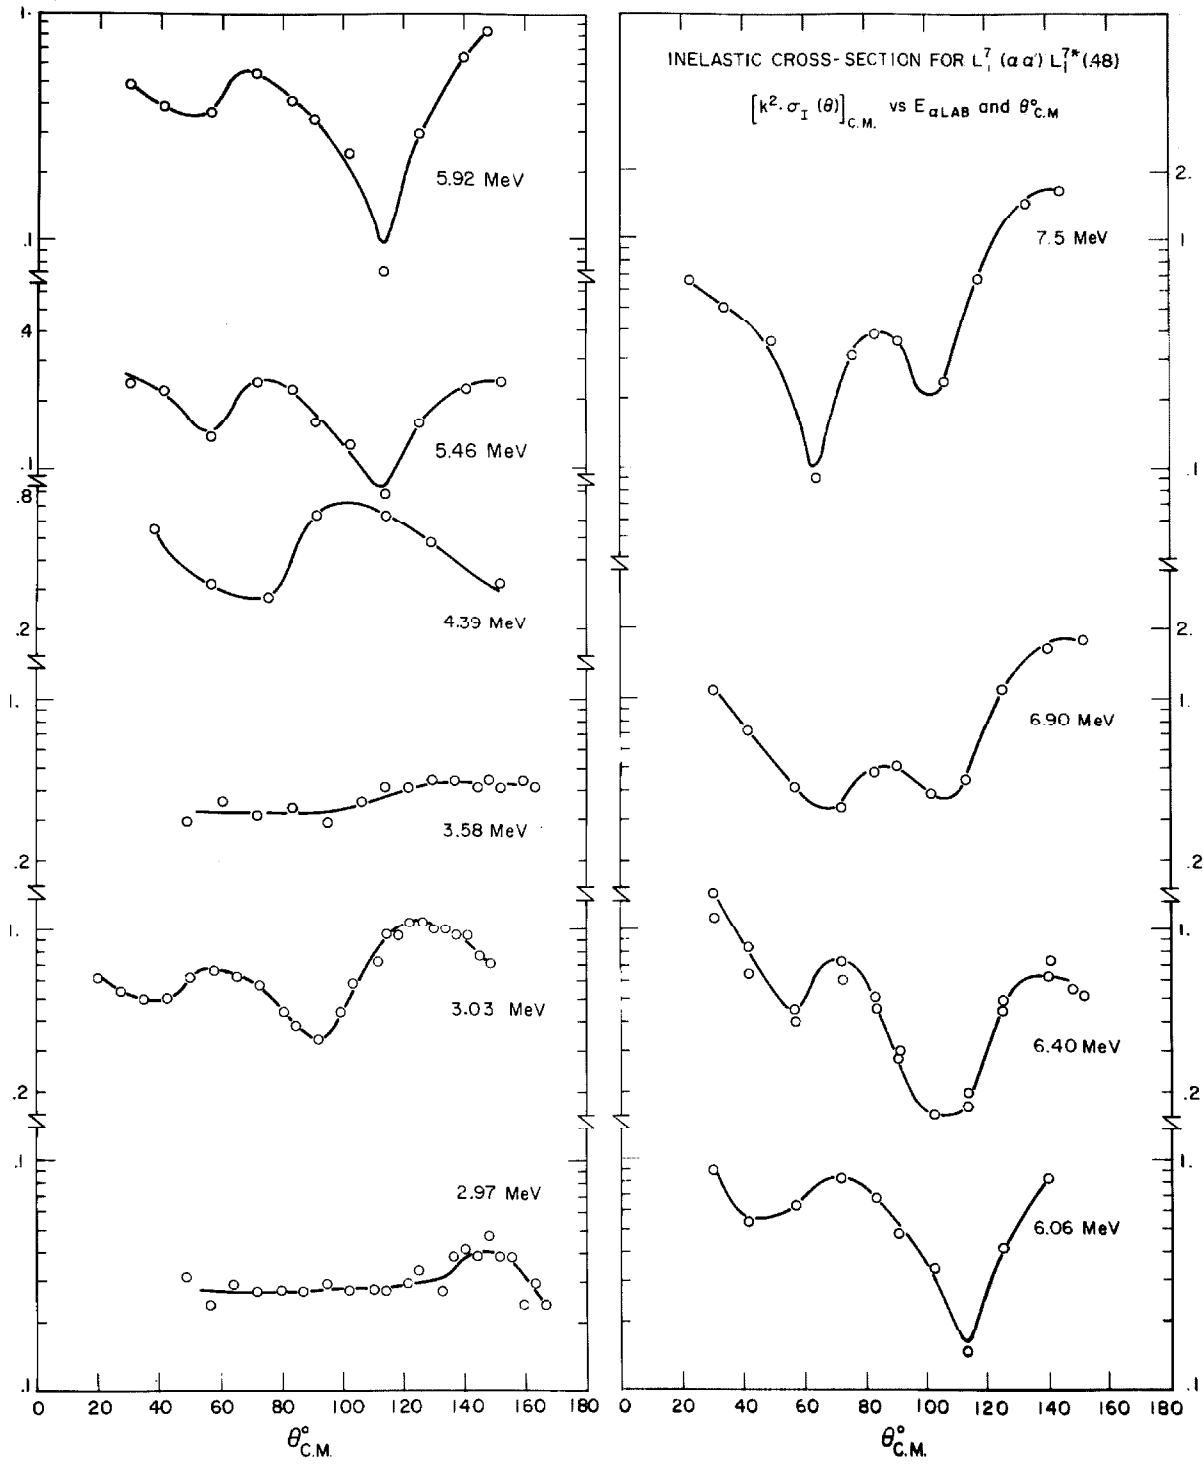 1.
.1
.4
.1
.8
.2
1.
.2
1.
.2
.1
.1
5.92 MeV
5.46 MeV
4.39 MeV
3.58 MeV
3.03 MeV
2.97 MeV
0 20 40 60 80 100 120 140 160 180
θ°C.M.
INELASTIC CROSS-SECTION FOR Li⁷ (αα') Li⁷* (.48)
[k²·σI (θ)]C.M. vs EαLAB and θ°C.M
2.
1
.1
2.
1.
.2
1.
.2
1.
.1
7.5 MeV
6.90 MeV
6.40 MeV
6.06 MeV
0 20 40 60 80 100 120 140 160 180
θ°C.M.